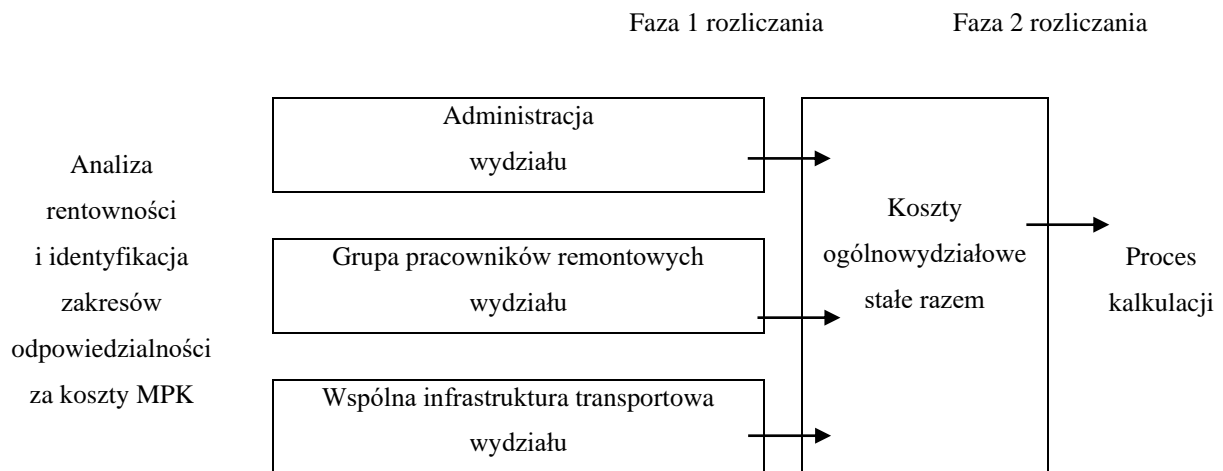 Faza 1 rozliczania
Faza 2 rozliczania
Analiza
rentowności
i identyfikacja
zakresów
odpowiedzialności
za koszty MPK
Administracja
wydziału
Grupa pracowników remontowych
wydziału
Wspólna infrastruktura transportowa
wydziału
Koszty
ogólnowydziałowe
stałe razem
Proces
kalkulacji